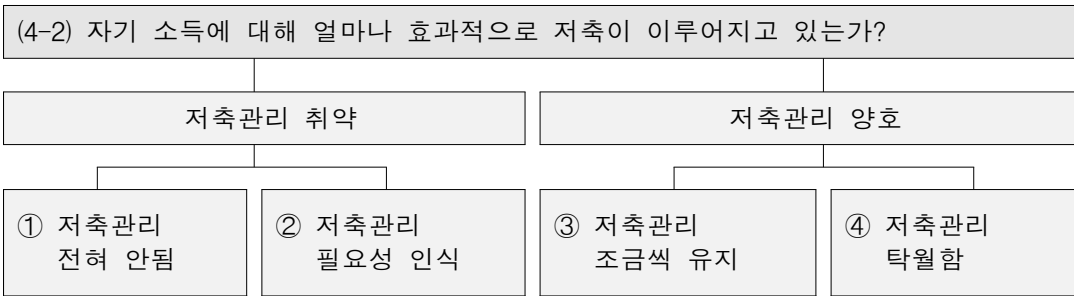 (4-2) 자기 소득에 대해 얼마나 효과적으로 저축이 이루어지고 있는가?
저축관리 취약
저축관리 양호
① 저축관리
전혀 안됨
② 저축관리
필요성 인식
③ 저축관리
조금씩 유지
④ 저축관리
탁월함